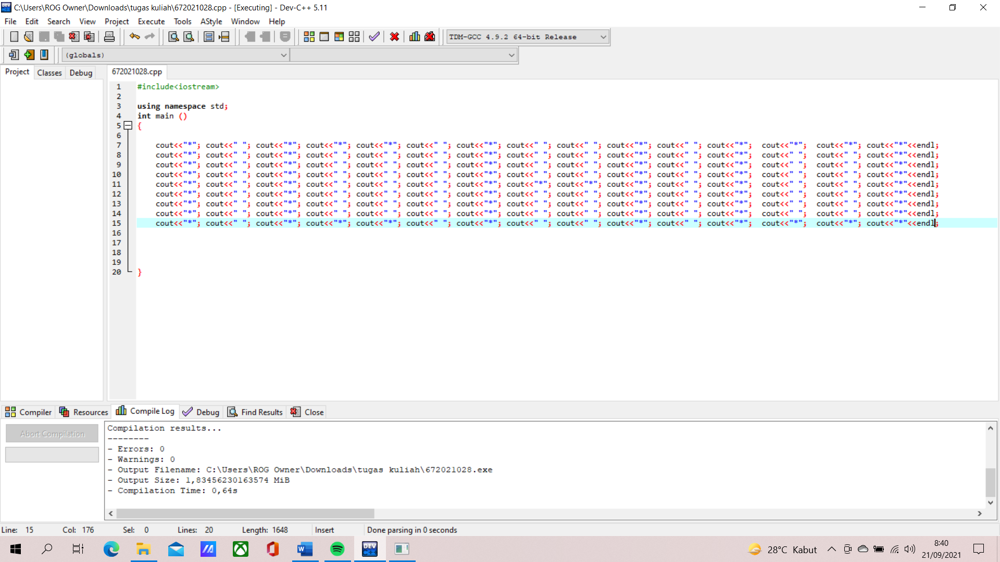 C:\Users\ROG Owner\Downloads\tugas kuliah\672021028.cpp - [Executing] - Dev-C++ 5.11
File Edit Search View Project Execute Tools AStyle Window Help
TDM-GCC 4.9.2 64-bit Release
(globals)
Project Classes Debug
672021028.cpp
1 #include<iostream>
2
3 using namespace std;
4 int main ()
5 {
6
7 cout<<"*"; cout<<" "; cout<<"*"; cout<<"*"; cout<<"*"; cout<<" "; cout<<"*"; cout<<" "; cout<<" "; cout<<"*"; cout<<" "; cout<<"*"; cout<<"*"; cout<<"*"; cout<<"*"<<endl;
8 cout<<"*"; cout<<" "; cout<<"*"; cout<<" "; cout<<" "; cout<<" "; cout<<"*"; cout<<" "; cout<<" "; cout<<"*"; cout<<" "; cout<<"*"; cout<<" "; cout<<" "; cout<<"*"<<endl;
9 cout<<"*"; cout<<" "; cout<<"*"; cout<<" "; cout<<" "; cout<<" "; cout<<"*"; cout<<" "; cout<<" "; cout<<"*"; cout<<" "; cout<<"*"; cout<<" "; cout<<" "; cout<<"*"<<endl;
10 cout<<"*"; cout<<" "; cout<<"*"; cout<<" "; cout<<" "; cout<<" "; cout<<"*"; cout<<" "; cout<<" "; cout<<"*"; cout<<" "; cout<<"*"; cout<<" "; cout<<" "; cout<<"*"<<endl;
11 cout<<"*"; cout<<" "; cout<<"*"; cout<<" "; cout<<" "; cout<<" "; cout<<"*"; cout<<"*"; cout<<"*"; cout<<"*"; cout<<" "; cout<<"*"; cout<<" "; cout<<" "; cout<<"*"<<endl;
12 cout<<"*"; cout<<" "; cout<<"*"; cout<<" "; cout<<" "; cout<<" "; cout<<"*"; cout<<" "; cout<<" "; cout<<"*"; cout<<" "; cout<<"*"; cout<<" "; cout<<" "; cout<<"*"<<endl;
13 cout<<"*"; cout<<" "; cout<<"*"; cout<<" "; cout<<" "; cout<<" "; cout<<"*"; cout<<" "; cout<<" "; cout<<"*"; cout<<" "; cout<<"*"; cout<<" "; cout<<" "; cout<<"*"<<endl;
14 cout<<"*"; cout<<" "; cout<<"*"; cout<<" "; cout<<" "; cout<<" "; cout<<"*"; cout<<" "; cout<<" "; cout<<"*"; cout<<" "; cout<<"*"; cout<<" "; cout<<" "; cout<<"*"<<endl;
15 cout<<"*"; cout<<" "; cout<<"*"; cout<<"*"; cout<<"*"; cout<<" "; cout<<"*"; cout<<" "; cout<<" "; cout<<"*"; cout<<" "; cout<<"*"; cout<<"*"; cout<<"*"; cout<<"*"<<endl;
16
17
18
19
20 }
Compiler Resources Compile Log Debug Find Results Close
Abort Compilation
Compilation results...
--------
- Errors: 0
- Warnings: 0
- Output Filename: C:\Users\ROG Owner\Downloads\tugas kuliah\672021028.exe
- Output Size: 1,83456230163574 MiB
- Compilation Time: 0,64s
Line: 15 Col: 176 Sel: 0 Lines: 20 Length: 1648 Insert Done parsing in 0 seconds
28°C Kabut
8:40
21/09/2021